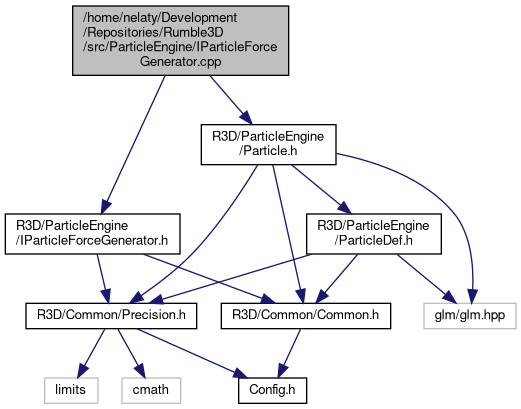 /home/nelaty/Development
/Repositories/Rumble3D
/src/ParticleEngine/IParticleForce
Generator.cpp
R3D/ParticleEngine
/Particle.h
R3D/ParticleEngine
/IParticleForceGenerator.h
R3D/ParticleEngine
/ParticleDef.h
R3D/Common/Precision.h
R3D/Common/Common.h
glm/glm.hpp
limits
cmath
Config.h